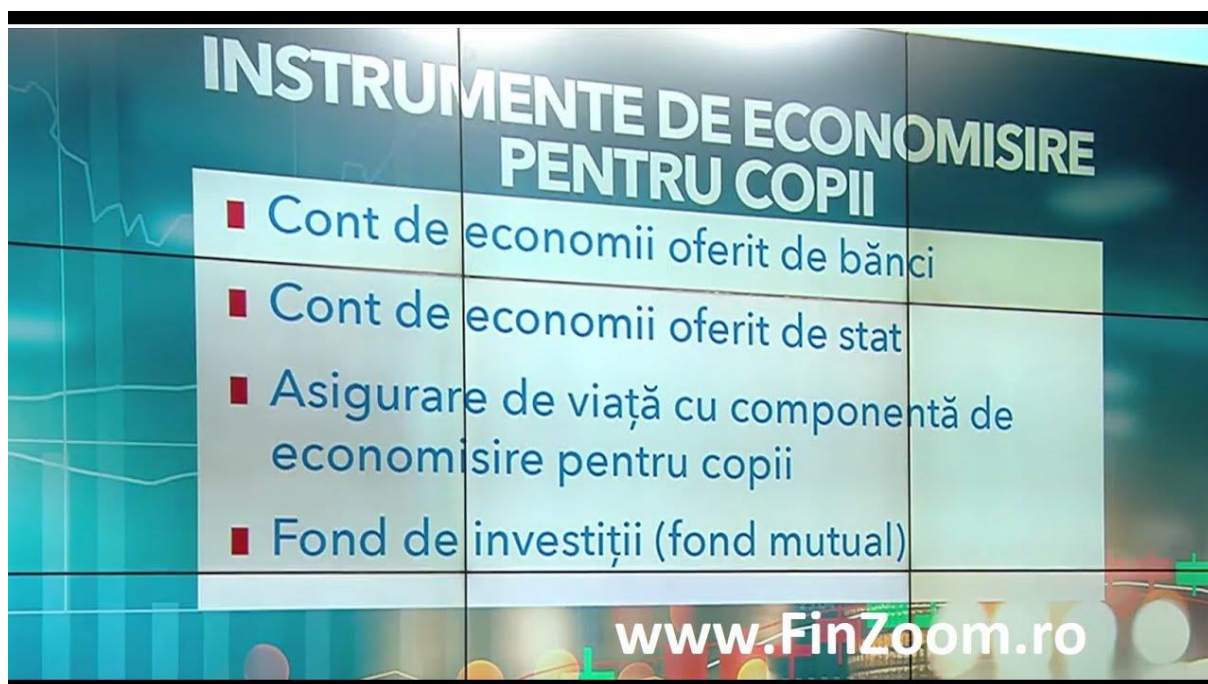 INSTRUMENTE DE ECONOMISIRE
PENTRU COPII
Cont de economii oferit de bănci
Cont de economii oferit de stat
Asigurare de viață cu componentă de
economisire pentru copii
Fond de investiții (fond mutual)
www.FinZoom.ro